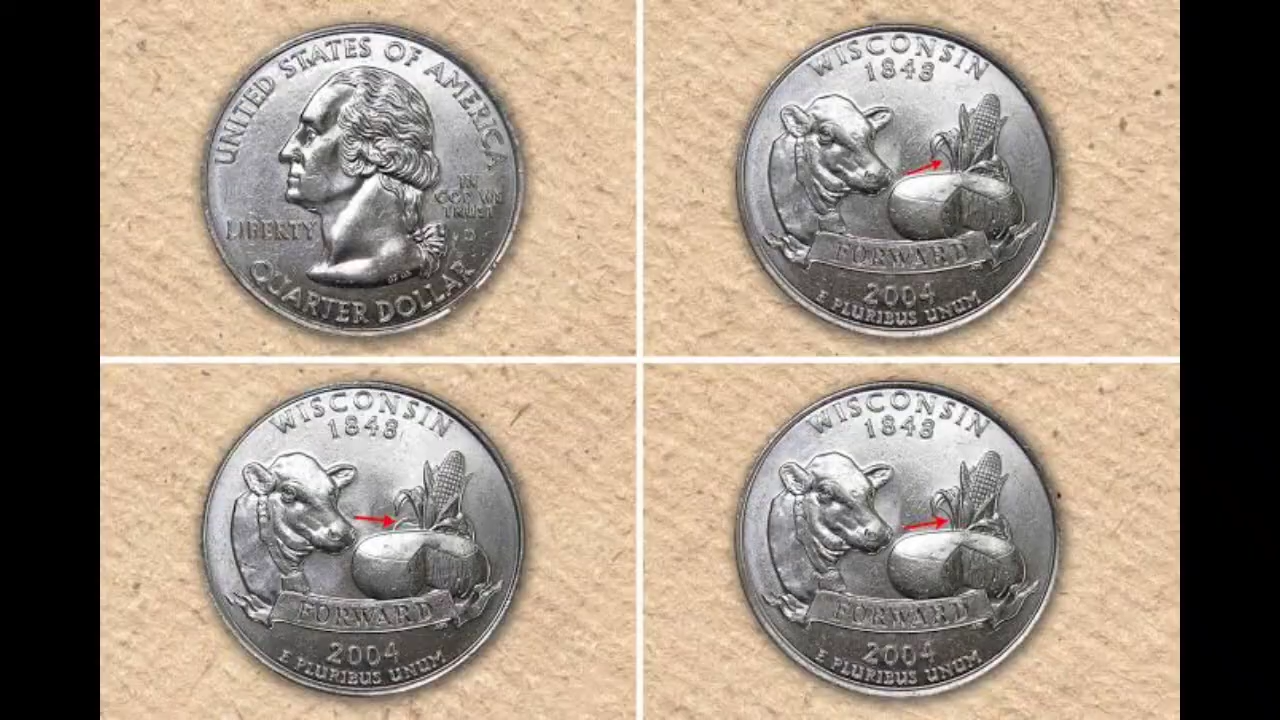 UNITED STATES OF AMERICA
IN
GOD WE
TRUST
LIBERTY
D
QUARTER DOLLAR
WISCONSIN
1848
FORWARD
2004
E PLURIBUS UNUM
WISCONSIN
1848
FORWARD
2004
E PLURIBUS UNUM
WISCONSIN
1848
FORWARD
2004
E PLURIBUS UNUM